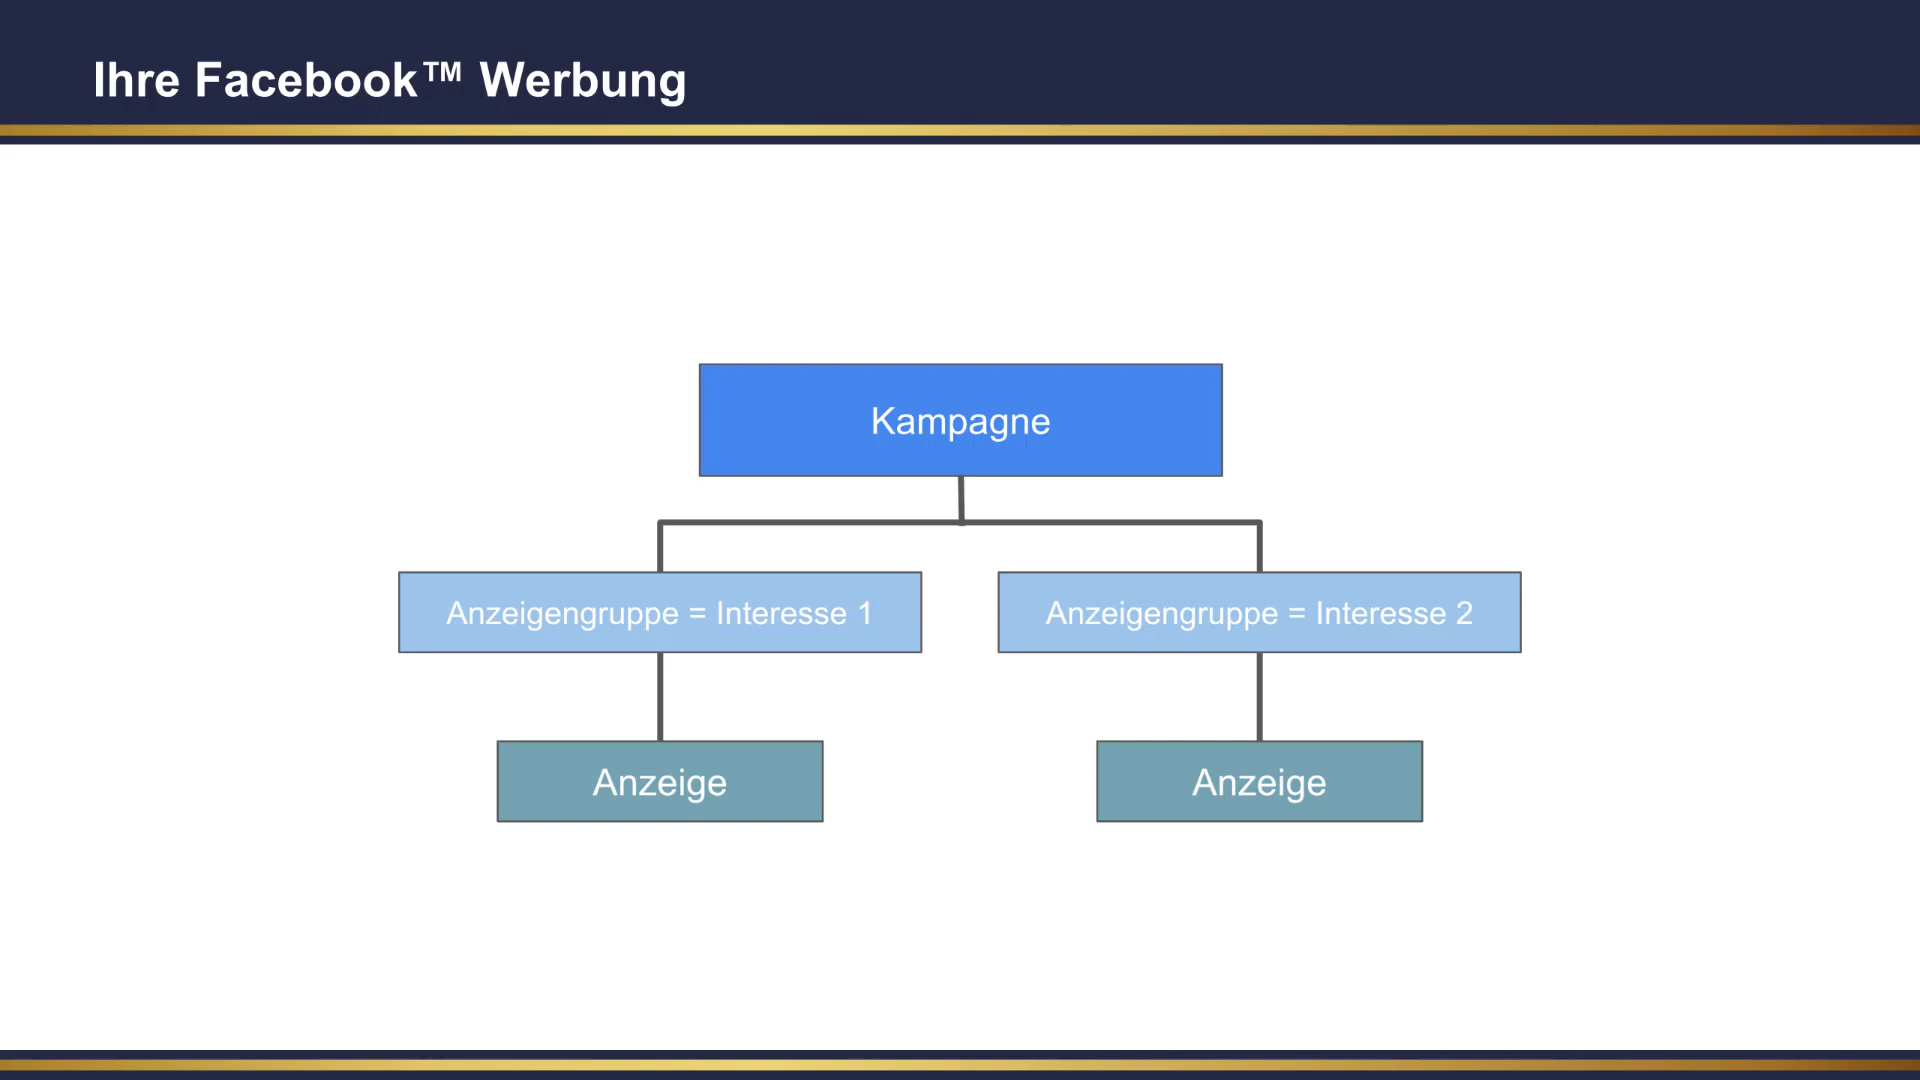 Ihre Facebook™ Werbung
Kampagne
Anzeigengruppe = Interesse 1
Anzeigengruppe = Interesse 2
Anzeige
Anzeige